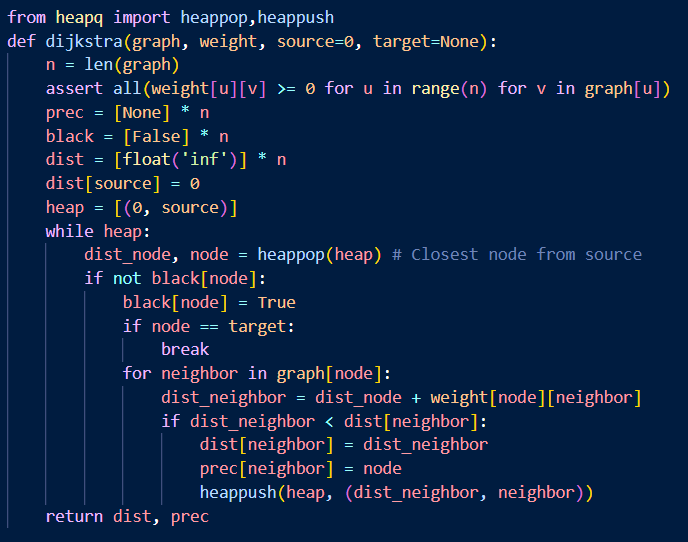 from heapq import heappop,heappush
def dijkstra(graph, weight, source=0, target=None):
    n = len(graph)
    assert all(weight[u][v] >= 0 for u in range(n) for v in graph[u])
    prec = [None] * n
    black = [False] * n
    dist = [float('inf')] * n
    dist[source] = 0
    heap = [(0, source)]
    while heap:
        dist_node, node = heappop(heap) # Closest node from source
        if not black[node]:
            black[node] = True
            if node == target:
                break
            for neighbor in graph[node]:
                dist_neighbor = dist_node + weight[node][neighbor]
                if dist_neighbor < dist[neighbor]:
                    dist[neighbor] = dist_neighbor
                    prec[neighbor] = node
                    heappush(heap, (dist_neighbor, neighbor))
    return dist, prec